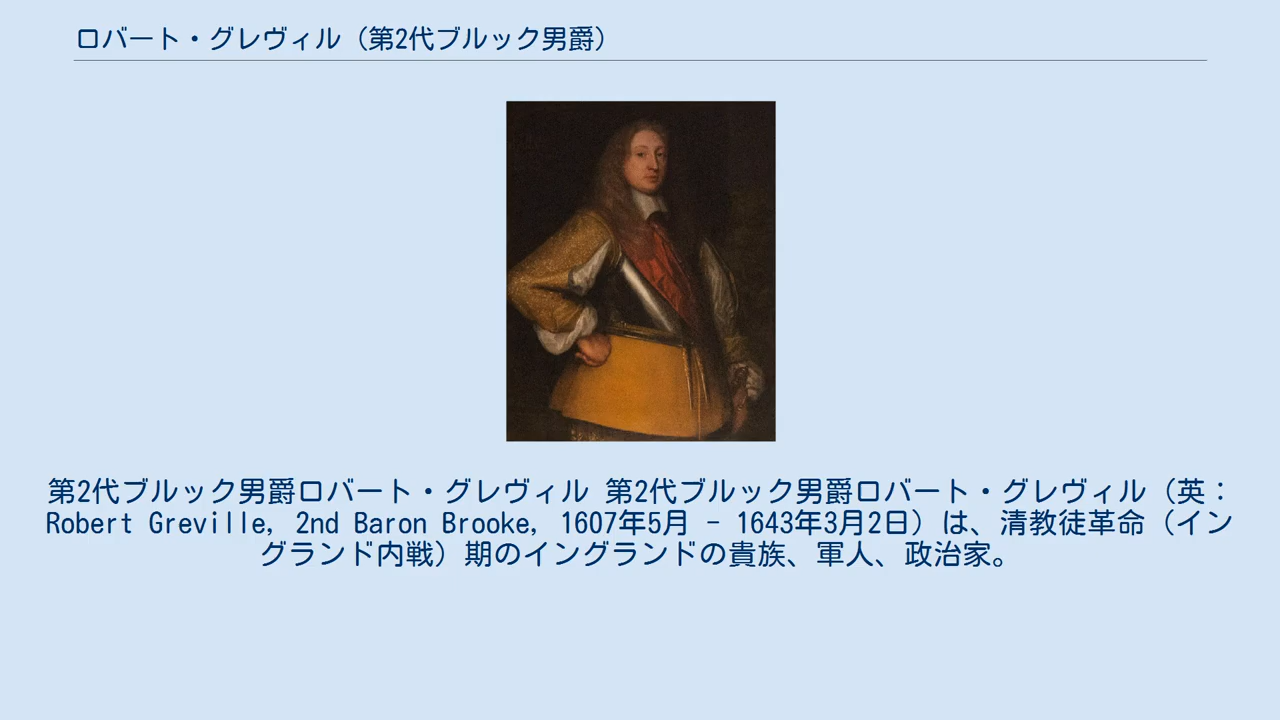 ロバート・グレヴィル（第2代ブルック男爵）
第2代ブルック男爵ロバート・グレヴィル 第2代ブルック男爵ロバート・グレヴィル（英：
Robert Greville, 2nd Baron Brooke, 1607年5月 - 1643年3月2日）は、清教徒革命（イン
グランド内戦）期のイングランドの貴族、軍人、政治家。